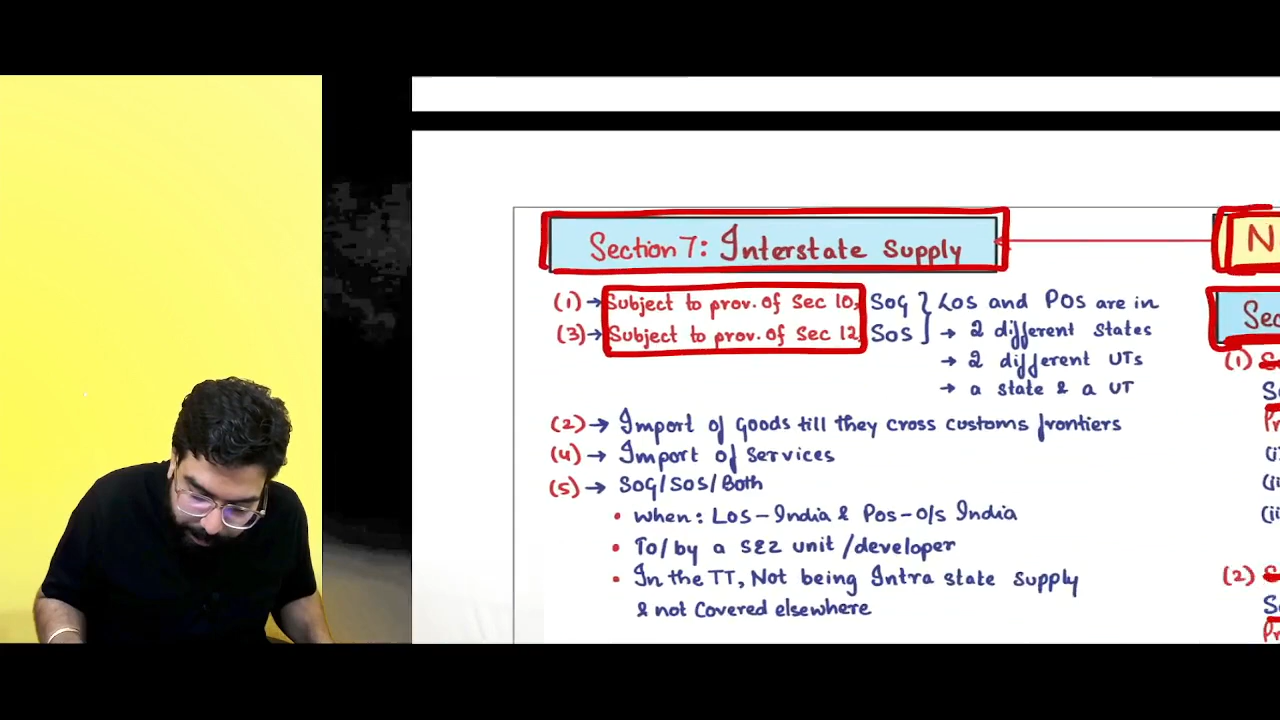 Section 7: Interstate Supply
N
(1) → Subject to prov. of Sec 10, SOG } LOS and POS are in
(3) → Subject to prov. of Sec 12, SOS
→ 2 different states
→ 2 different UTs
→ a state & a UT
(2) → Import of goods till they cross customs frontiers
(4) → Import of services
(5) → SOG/SOS/Both
• when: LOS-India & POS-O/s India
• To/by a SEZ unit/developer
• In the TT, Not being Intra state supply
& not Covered elsewhere
Sec
(1)
(2)